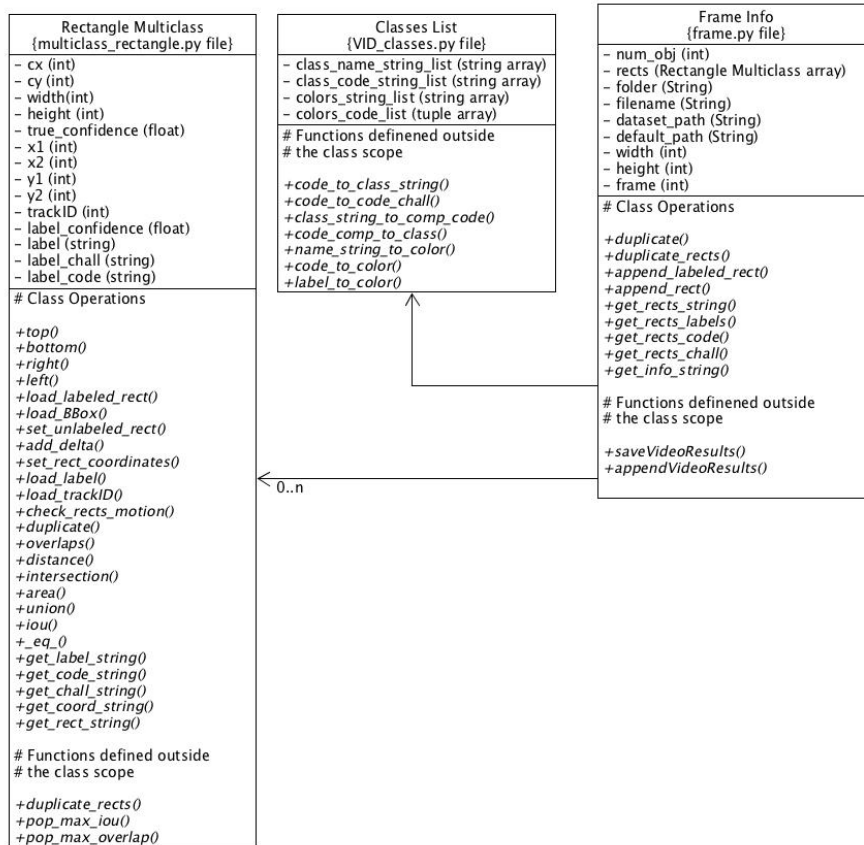 Rectangle Multiclass
{multiclass_rectangle.py file}
- cx (int)
- cy (int)
- width(int)
- height (int)
- true_confidence (float)
- x1 (int)
- x2 (int)
- y1 (int)
- y2 (int)
- trackID (int)
- label_confidence (float)
- label (string)
- label_chall (string)
- label_code (string)
# Class Operations
+top()
+bottom()
+right()
+left()
+load_labeled_rect()
+load_BBox()
+set_unlabeled_rect()
+add_delta()
+set_rect_coordinates()
+load_label()
+load_trackID()
+check_rects_motion()
+duplicate()
+overlaps()
+distance()
+intersection()
+area()
+union()
+iou()
+_eq_()
+get_label_string()
+get_code_string()
+get_chall_string()
+get_coord_string()
+get_rect_string()
# Functions defined outside
# the class scope
+duplicate_rects()
+pop_max_iou()
+pop_max_overlap()
Classes List
{VID_classes.py file}
- class_name_string_list (string array)
- class_code_string_list (string array)
- colors_string_list (string array)
- colors_code_list (tuple array)
# Functions definened outside
# the class scope
+code_to_class_string()
+code_to_code_chall()
+class_string_to_comp_code()
+code_comp_to_class()
+name_string_to_color()
+code_to_color()
+label_to_color()
Frame Info
{frame.py file}
- num_obj (int)
- rects (Rectangle Multiclass array)
- folder (String)
- filename (String)
- dataset_path (String)
- default_path (String)
- width (int)
- height (int)
- frame (int)
# Class Operations
+duplicate()
+duplicate_rects()
+append_labeled_rect()
+append_rect()
+get_rects_string()
+get_rects_labels()
+get_rects_code()
+get_rects_chall()
+get_info_string()
# Functions definened outside
# the class scope
+saveVideoResults()
+appendVideoResults()
0..n